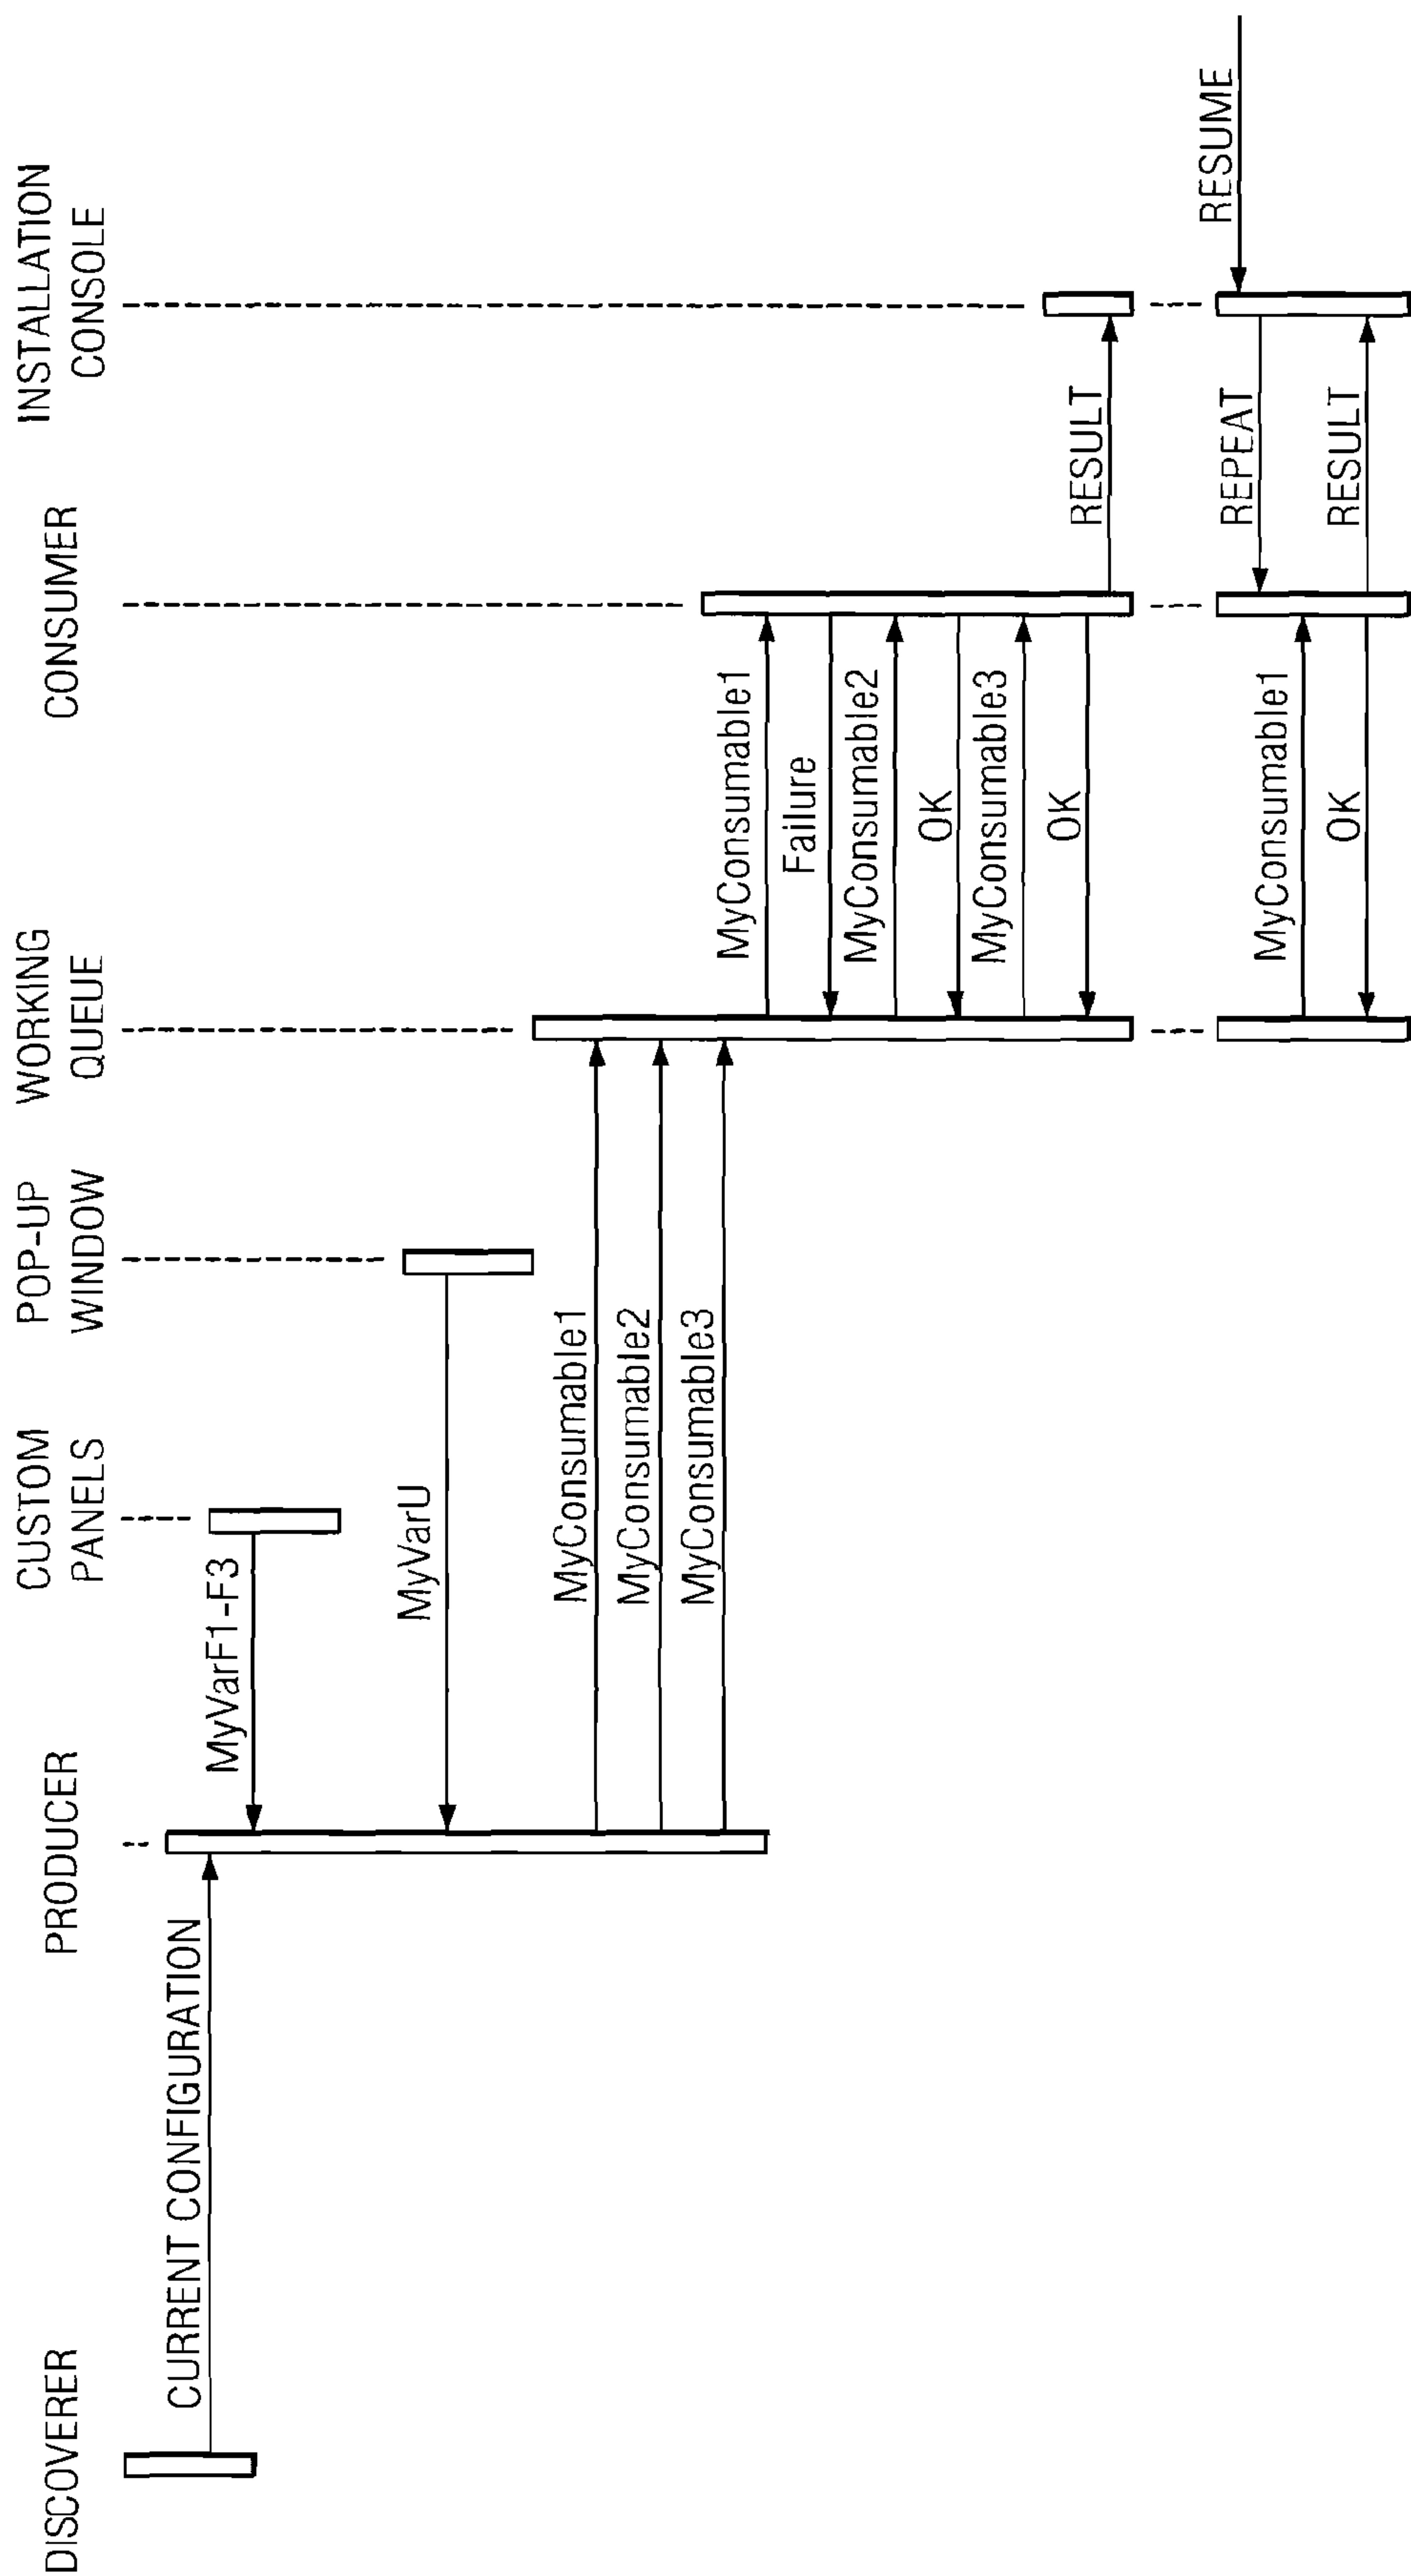 DISCOVERER
PRODUCER
CUSTOM
PANELS
POP-UP
WINDOW
WORKING
QUEUE
CONSUMER
INSTALLATION
CONSOLE
CURRENT CONFIGURATION
MyVarF1-F3
MyVarU
MyConsumable1
MyConsumable2
MyConsumable3
MyConsumable1
Failure
MyConsumable2
OK
MyConsumable3
OK
RESULT
RESUME
REPEAT
MyConsumable1
OK
RESULT